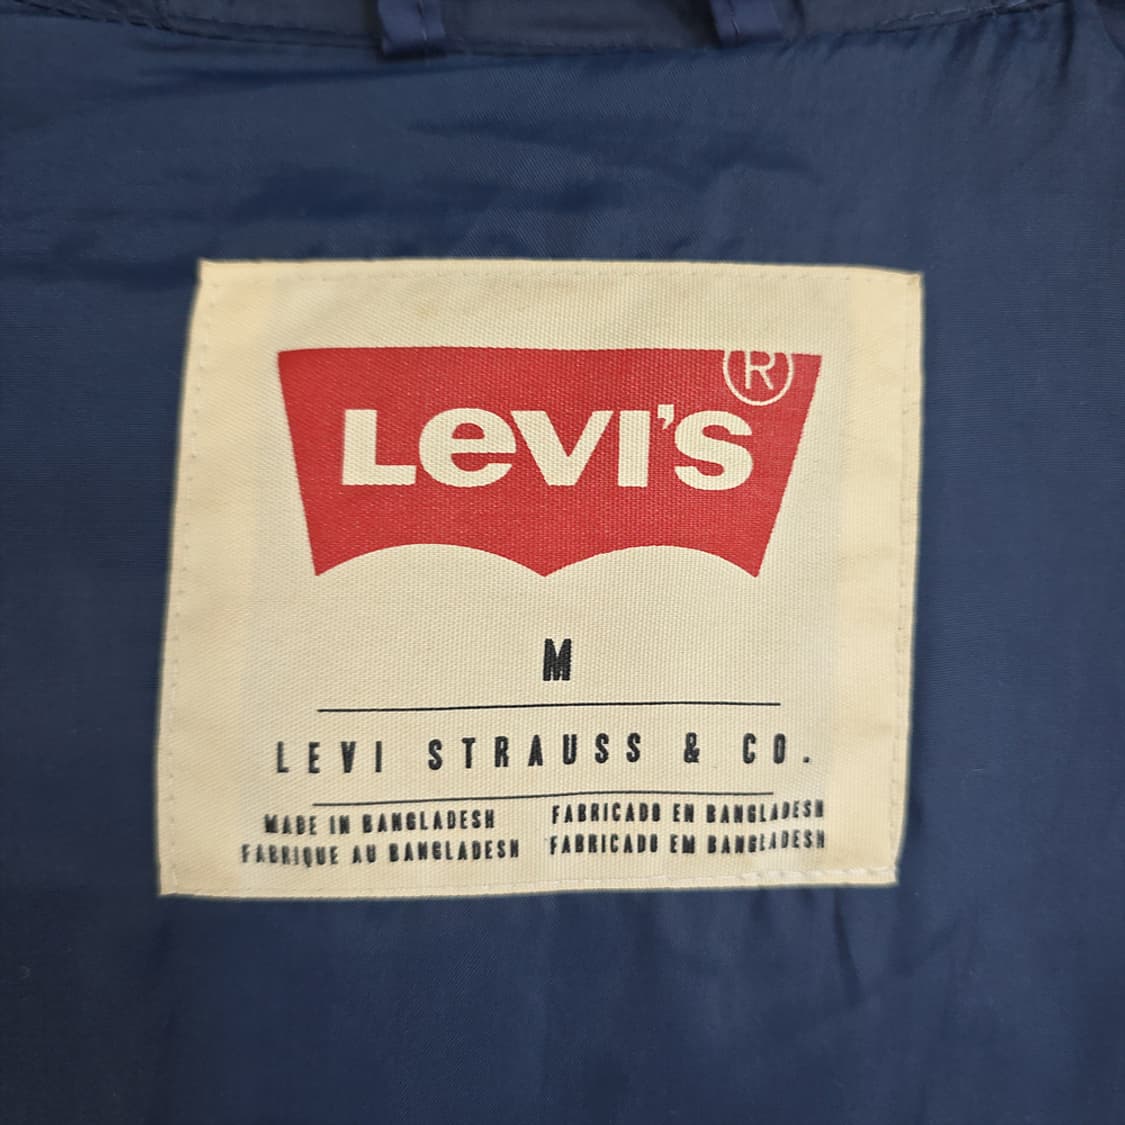 LEVI'S®
M
LEVI STRAUSS & CO.
MADE IN BANGLADESH FABRICADO EN BANGLADESH
FABRIQUE AU BANGLADESH FABRICADO EM BANGLADESH